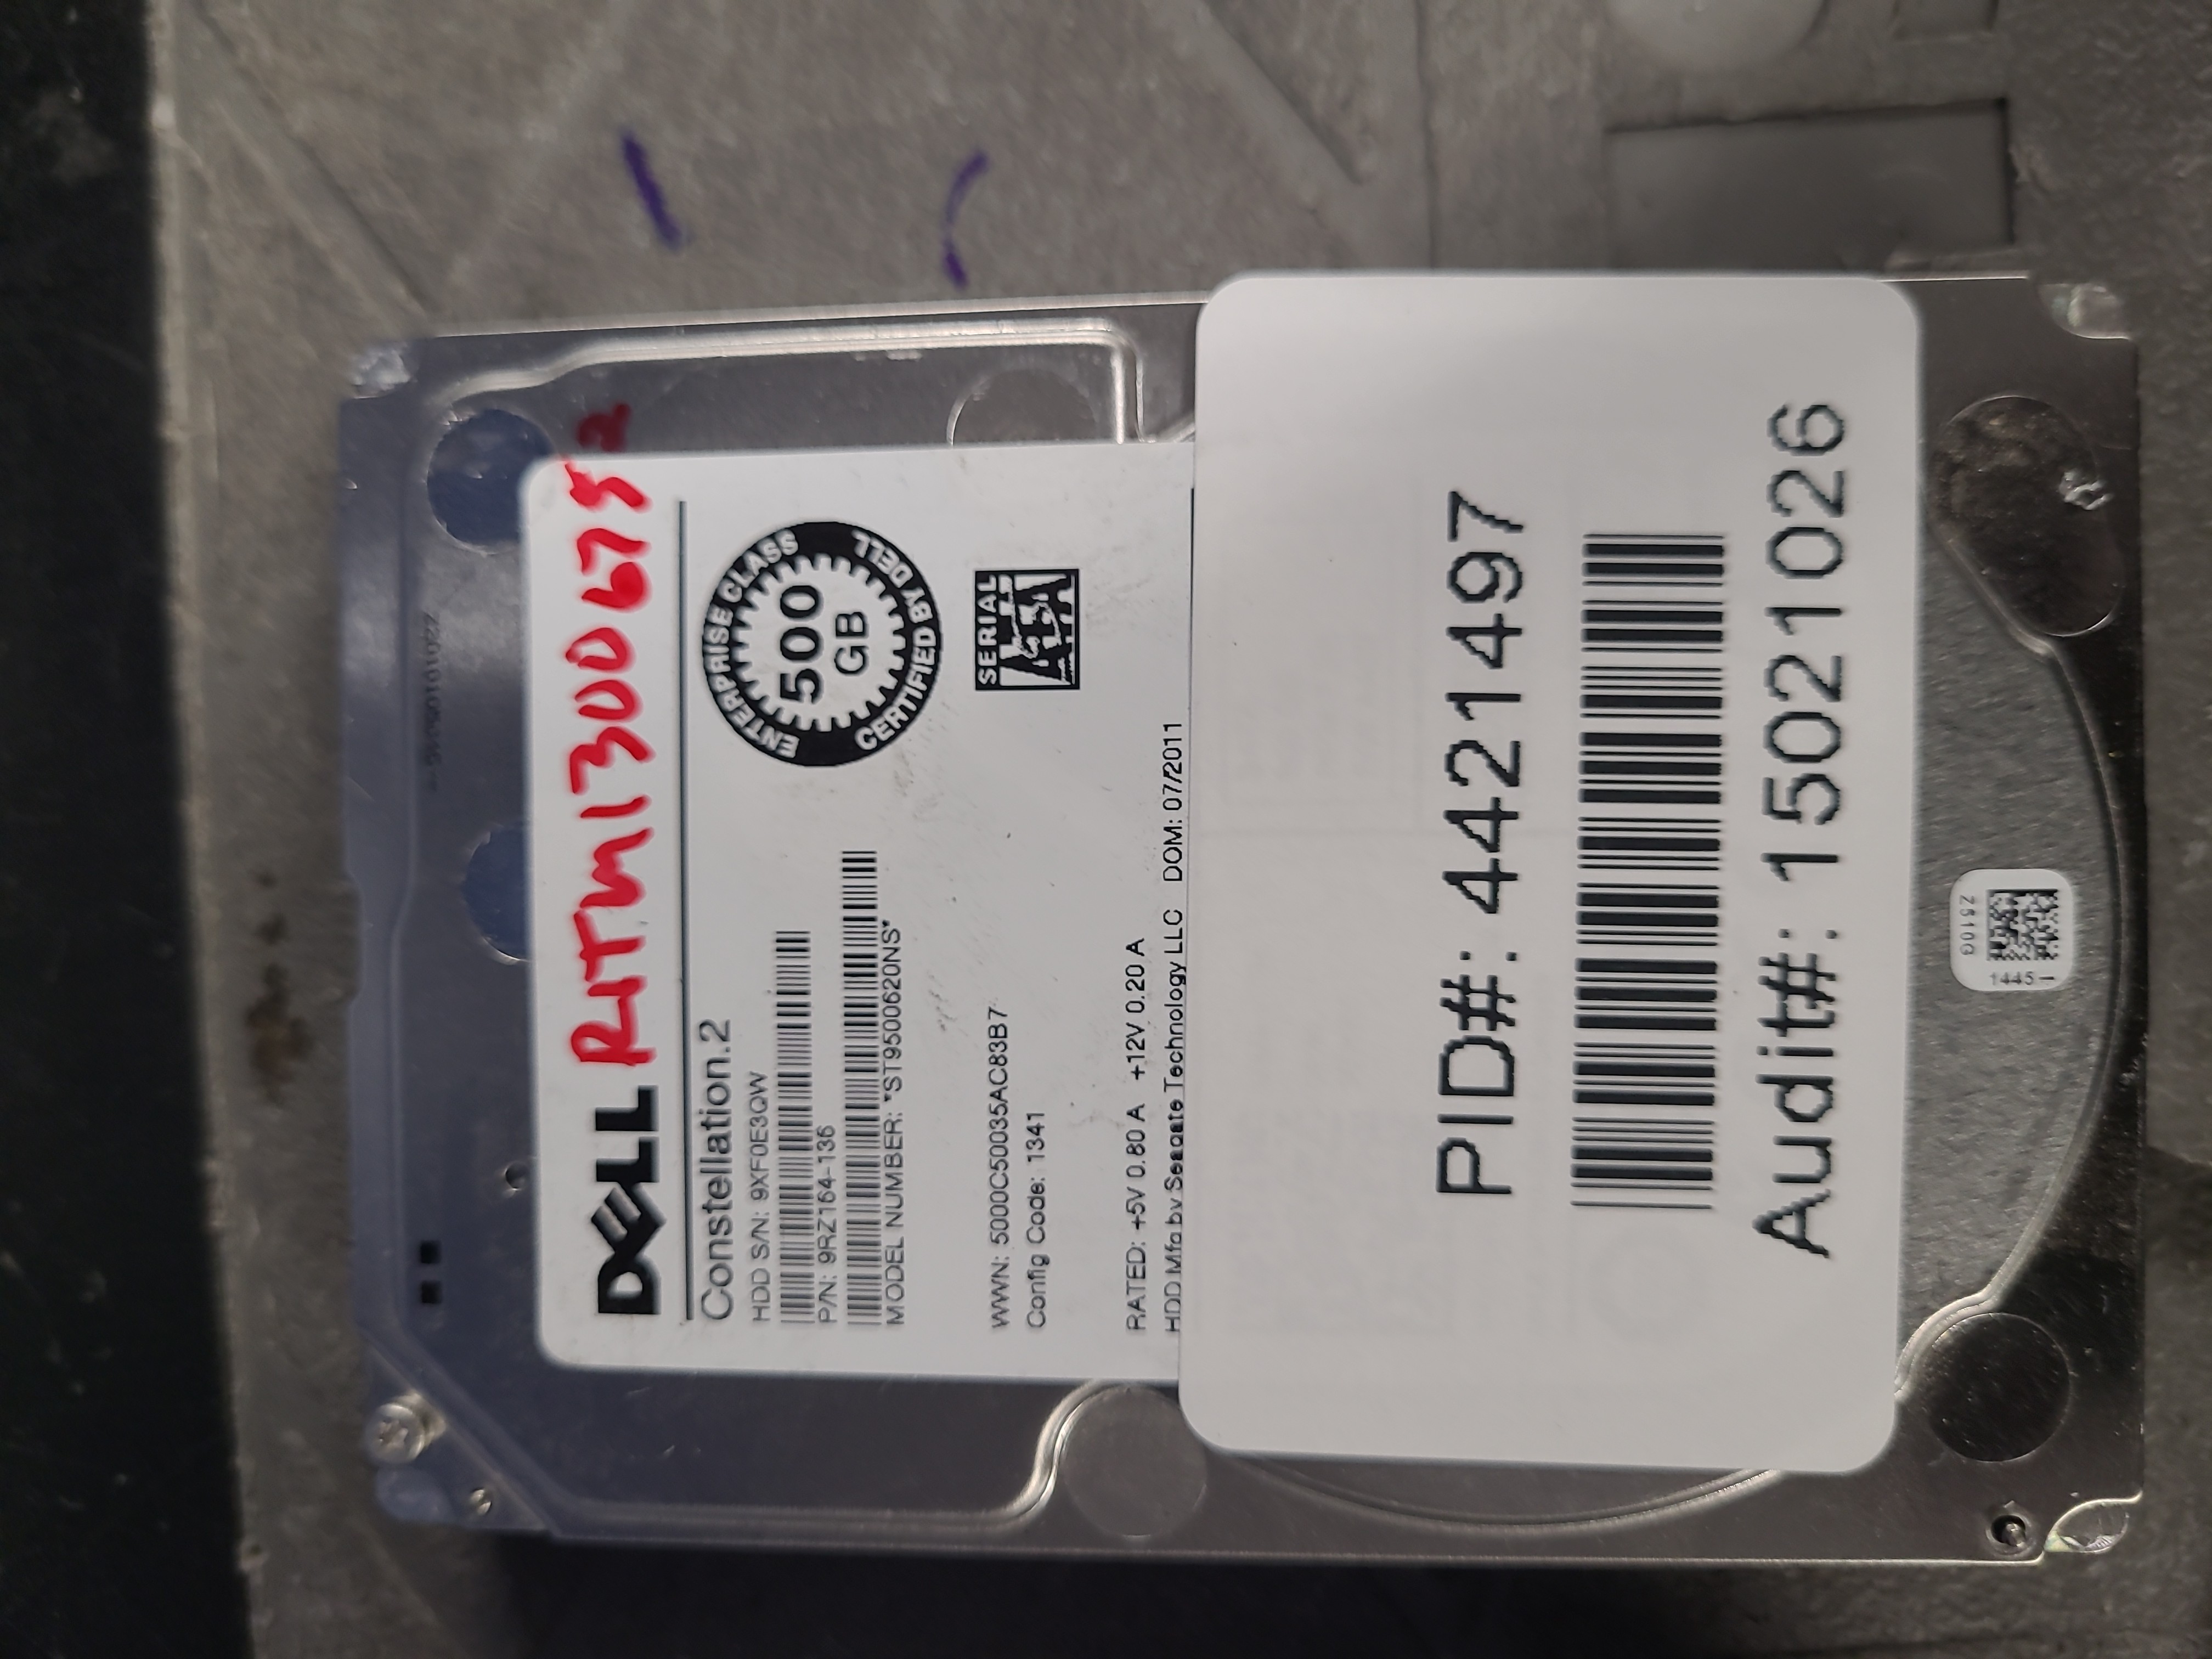 DELL RITM13006752
Constellation.2
HDD S/N: 9XF0E3QW
P/N: 9RZ164-136
MODEL NUMBER: "ST9500620NS"
ENTERPRISE CLASS
500
GB
CERTIFIED BY DELL
WWN: 5000C50035AC83B7
Config Code: 1341
SERIAL
ATA
RATED: +5V 0.80 A +12V 0.20 A
HDD Mfg by Seagate Technology LLC DOM: 07/2011
PID#: 4421497
Audit#: 15021026
Z510G
1445-